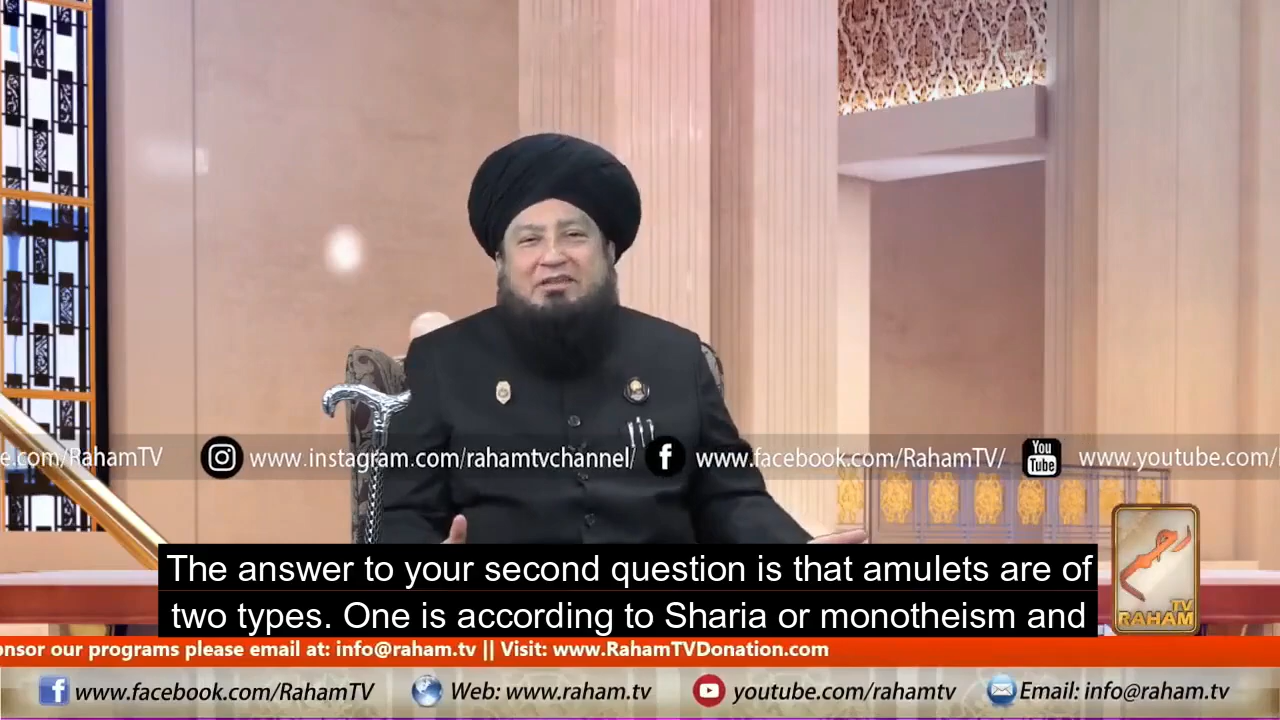 e.com/RahamTV www.instagram.com/rahamtvchannel/ www.facebook.com/RahamTV/ You Tube www.youtube.com/
The answer to your second question is that amulets are of
two types. One is according to Sharia or monotheism and
رحم
TV
RAHAM
nsor our programs please email at: info@raham.tv || Visit: www.RahamTVDonation.com
www.facebook.com/RahamTV Web: www.raham.tv youtube.com/rahamtv Email: info@raham.tv